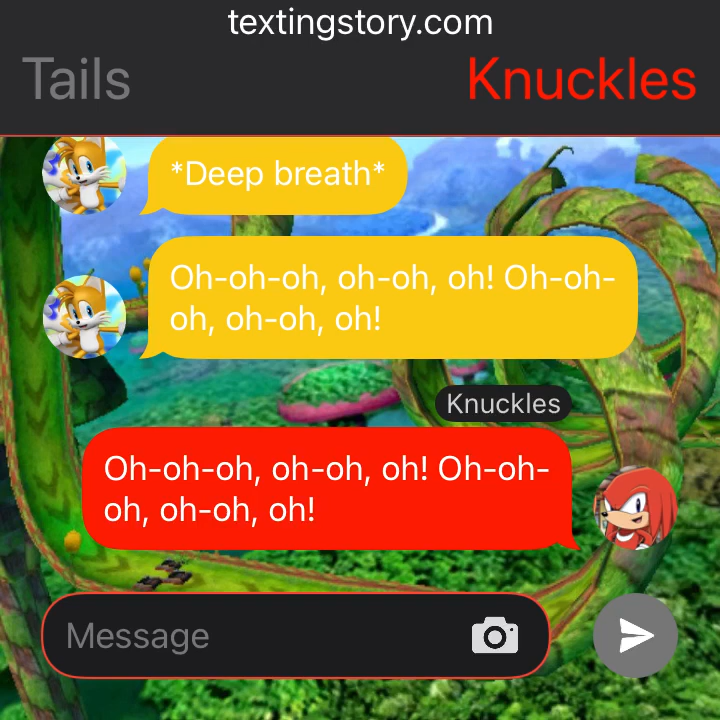 textingstory.com
Tails
Knuckles
*Deep breath*
Oh-oh-oh, oh-oh, oh! Oh-oh-
oh, oh-oh, oh!
Knuckles
Oh-oh-oh, oh-oh, oh! Oh-oh-
oh, oh-oh, oh!
Message